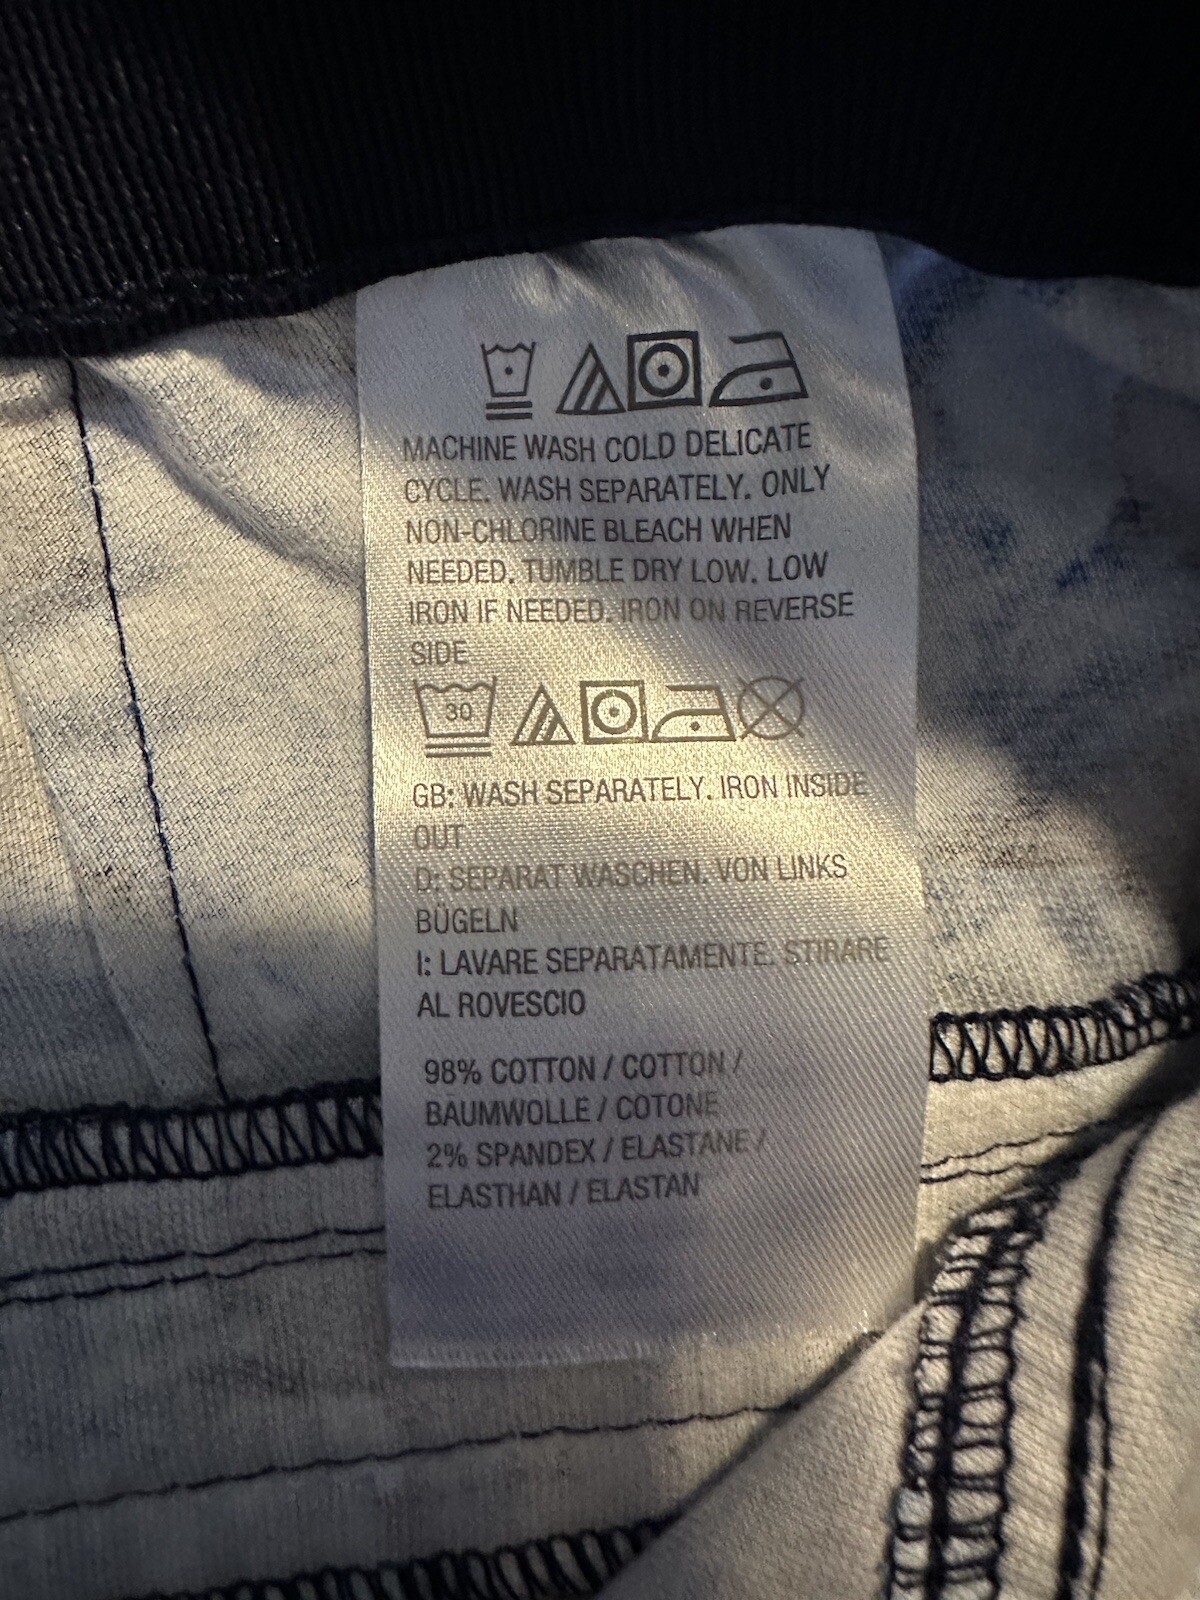 MACHINE WASH COLD DELICATE
CYCLE. WASH SEPARATELY. ONLY
NON-CHLORINE BLEACH WHEN
NEEDED. TUMBLE DRY LOW. LOW
IRON IF NEEDED. IRON ON REVERSE
SIDE
30
GB: WASH SEPARATELY. IRON INSIDE
OUT
D: SEPARAT WASCHEN. VON LINKS
BÜGELN
I: LAVARE SEPARATAMENTE. STIRARE
AL ROVESCIO
98% COTTON / COTTON /
BAUMWOLLE / COTONE
2% SPANDEX / ELASTANE /
ELASTHAN / ELASTAN